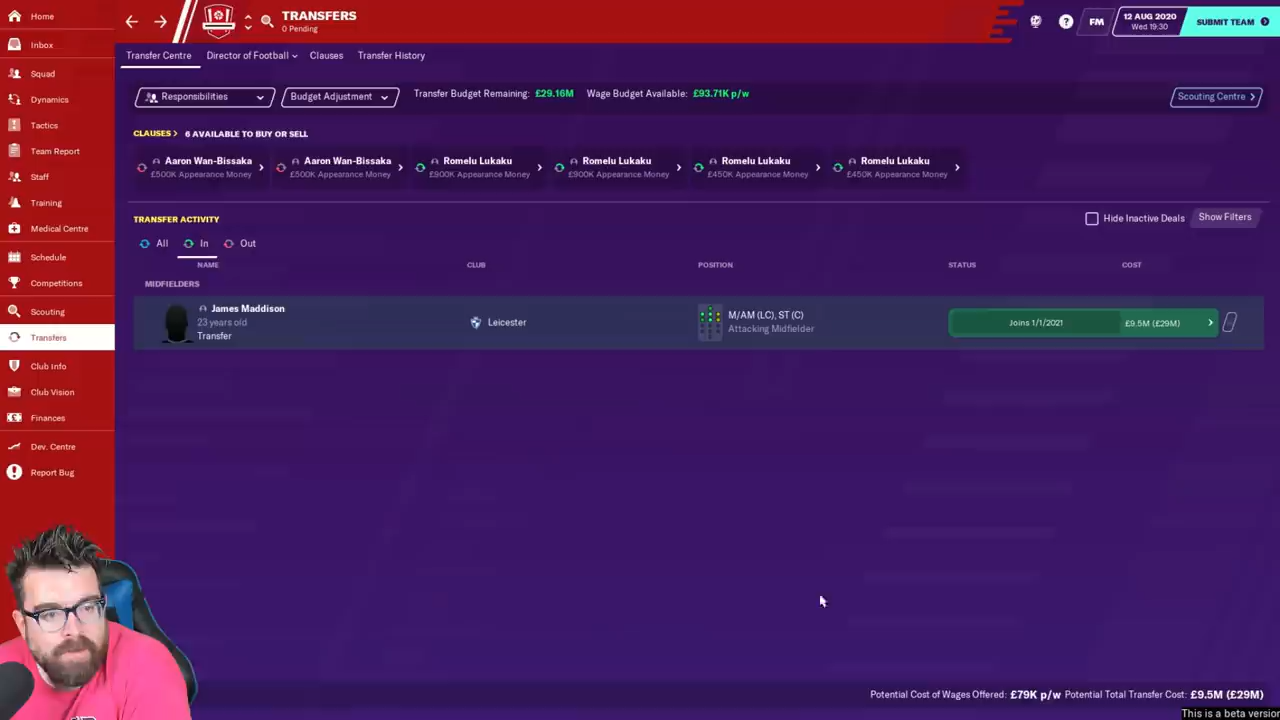 Home
TRANSFERS
0 Pending
FM
12 AUG 2020
Wed 19:30
SUBMIT TEAM
Inbox
Squad
Dynamics
Tactics
Team Report
Staff
Training
Medical Centre
Schedule
Competitions
Scouting
Transfers
Club Info
Club Vision
Finances
Dev. Centre
Report Bug
Transfer Centre
Director of Football
Clauses
Transfer History
Responsibilities
Budget Adjustment
Transfer Budget Remaining: £29.16M
Wage Budget Available: £93.71K p/w
Scouting Centre
CLAUSES > 6 AVAILABLE TO BUY OR SELL
Aaron Wan-Bissaka
£500K Appearance Money
Aaron Wan-Bissaka
£500K Appearance Money
Romelu Lukaku
£900K Appearance Money
Romelu Lukaku
£900K Appearance Money
Romelu Lukaku
£450K Appearance Money
Romelu Lukaku
£450K Appearance Money
TRANSFER ACTIVITY
Hide Inactive Deals
Show Filters
All
In
Out
NAME
CLUB
POSITION
STATUS
COST
MIDFIELDERS
James Maddison
23 years old
Transfer
Leicester
M/AM (LC), ST (C)
Attacking Midfielder
Joins 1/1/2021
£9.5M (£29M)
Potential Cost of Wages Offered: £79K p/w Potential Total Transfer Cost: £9.5M (£29M)
This is a beta version